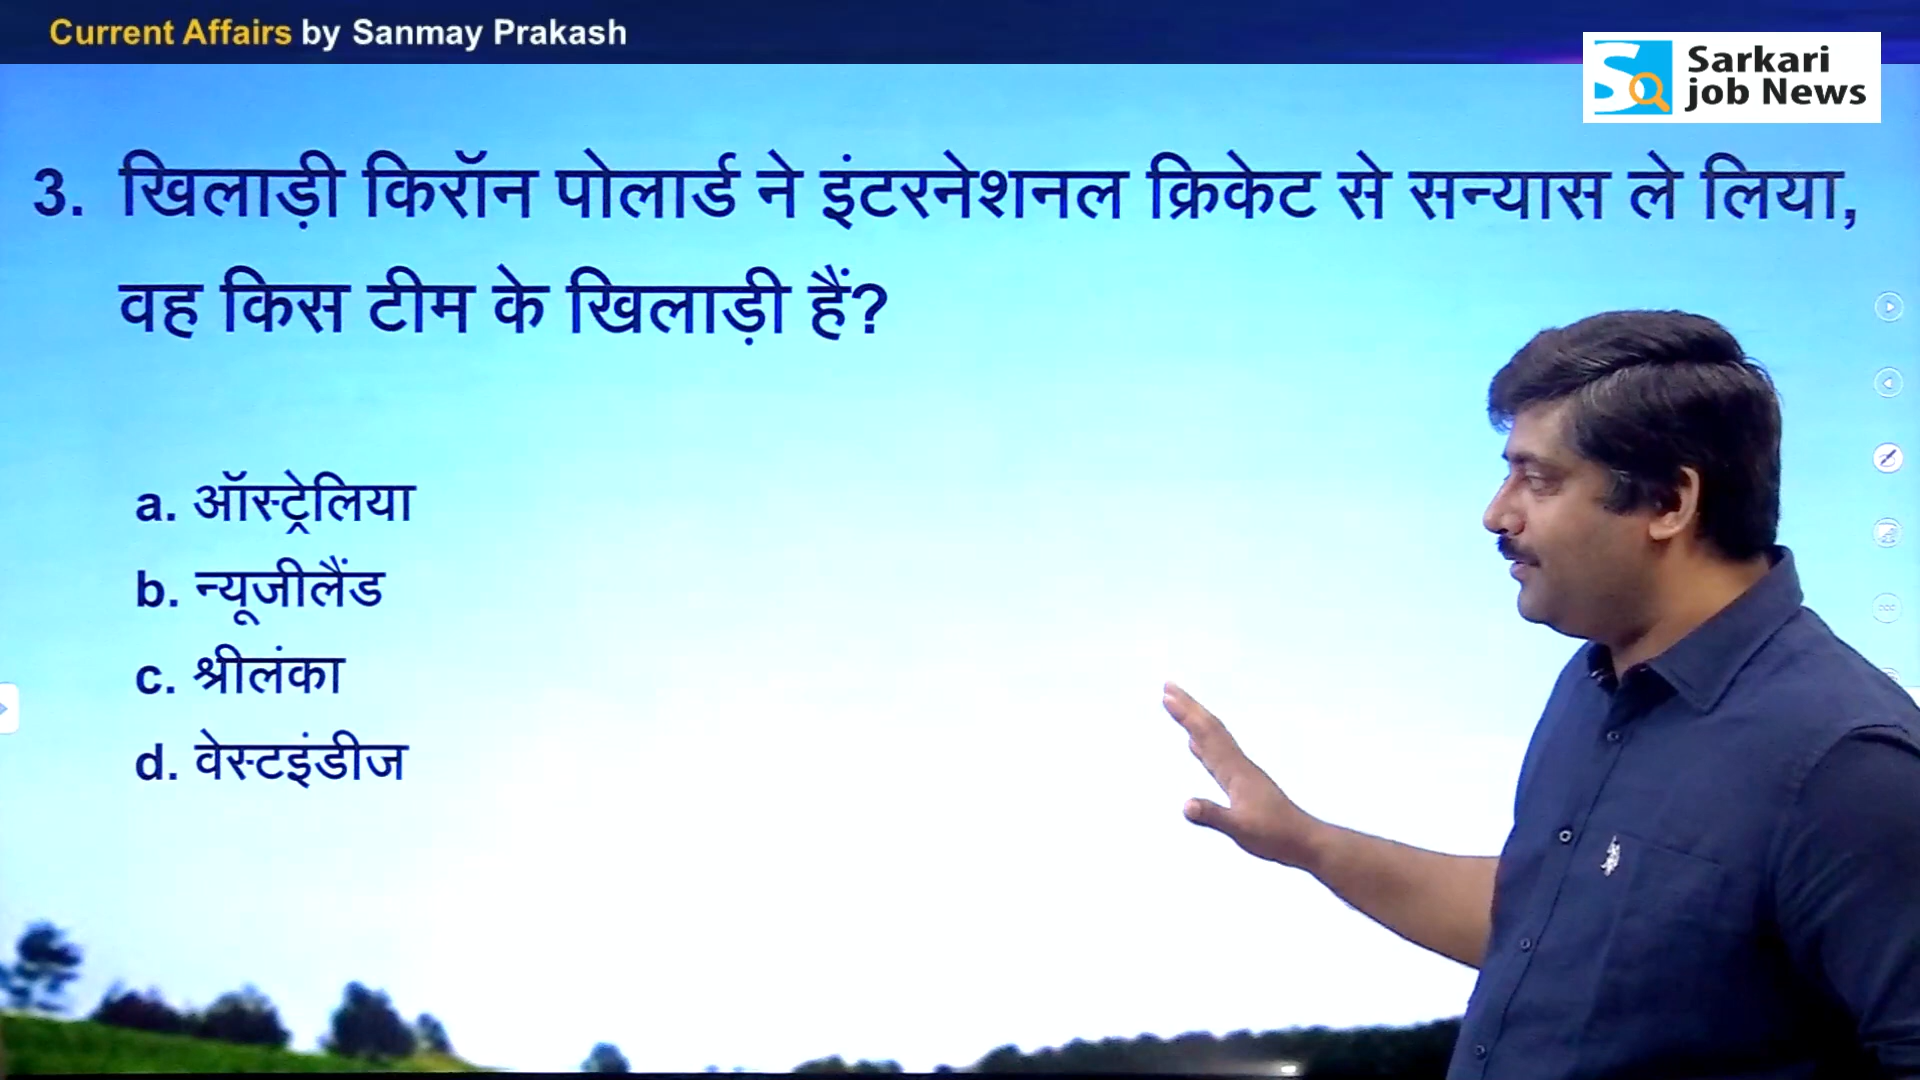 Current Affairs by Sanmay Prakash
Sarkari
job News
3. खिलाड़ी किरॉन पोलार्ड ने इंटरनेशनल क्रिकेट से सन्यास ले लिया,
वह किस टीम के खिलाड़ी हैं?
a. ऑस्ट्रेलिया
b. न्यूजीलैंड
c. श्रीलंका
d. वेस्टइंडीज